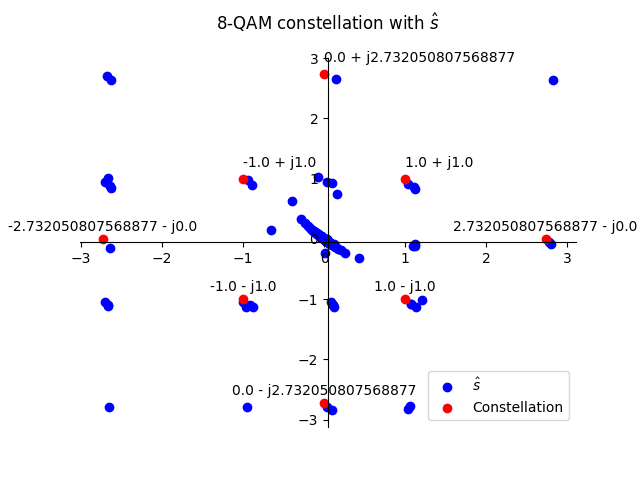 8-QAM constellation with ŝ
3
0.0 + j2.732050807568877
2
-1.0 + j1.0
1
1.0 + j1.0
-2.732050807568877 - j0.0
0
2.732050807568877 - j0.0
−3
−2
−1
0
1
2
3
-1.0 - j1.0
1.0 - j1.0
−1
−2
0.0 - j2.732050807568877
ŝ
Constellation
−3